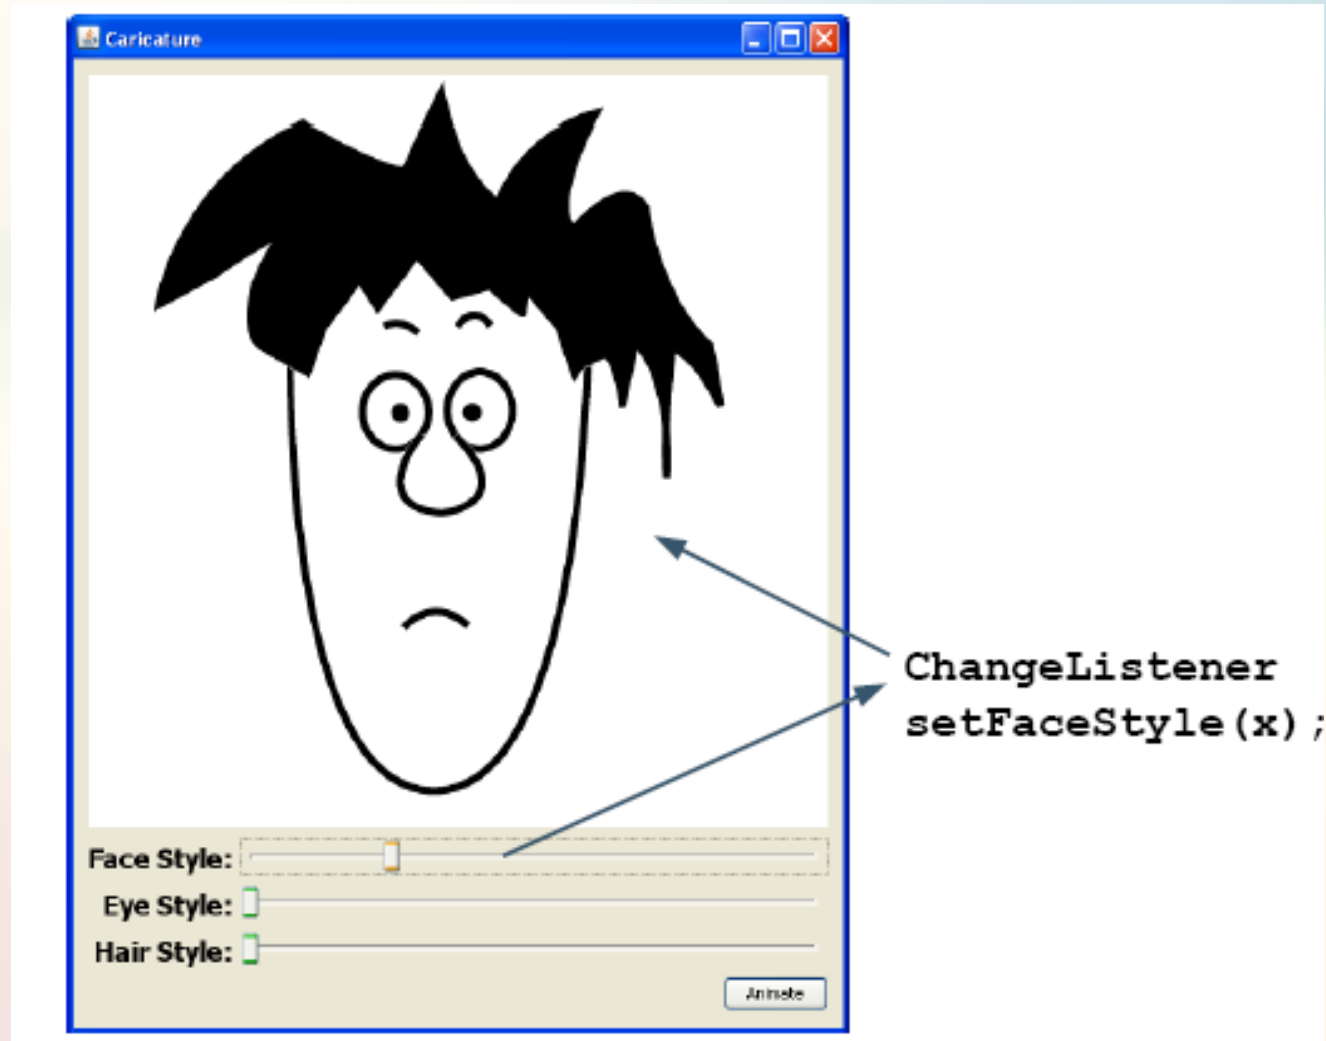 Caricature
ChangeListener
setFaceStyle(x);
Face Style:
Eye Style:
Hair Style:
Animate